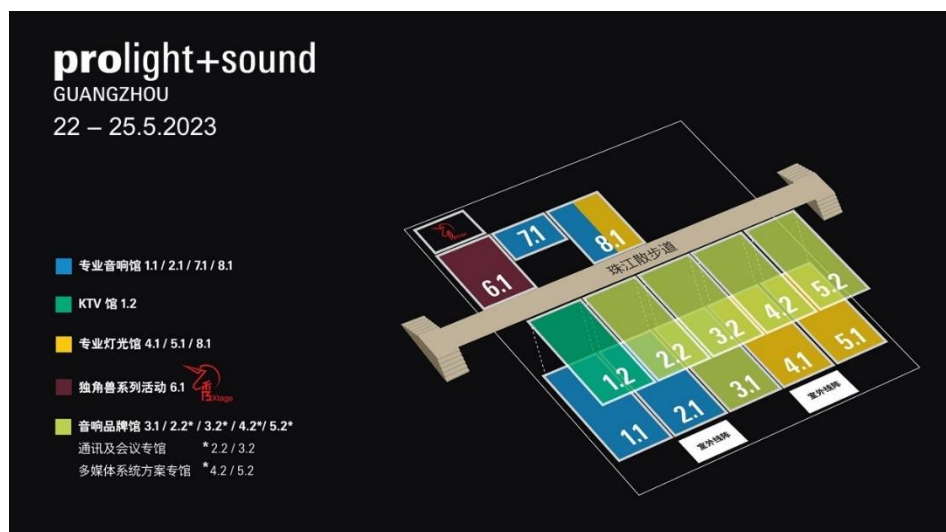 prolight+sound
GUANGZHOU
22 – 25.5.2023
专业音响馆 1.1 / 2.1 / 7.1 / 8.1
KTV 馆 1.2
专业灯光馆 4.1 / 5.1 / 8.1
独角兽系列活动 6.1 Xtage
音响品牌馆 3.1 / 2.2* / 3.2* / 4.2*/ 5.2*
通讯及会议专馆 *2.2 / 3.2
多媒体系统方案专馆 *4.2 / 5.2
7.1
8.1
6.1
珠江散步道
1.2
2.2
3.2
4.2
5.2
1.1
2.1
3.1
4.1
5.1
室外线阵
室外线阵